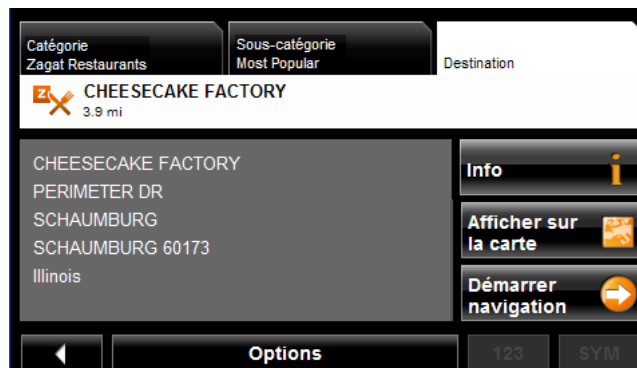 Catégorie
Zagat Restaurants
Sous-catégorie
Most Popular
Destination
Z
CHEESECAKE FACTORY
3.9 mi
CHEESECAKE FACTORY
PERIMETER DR
SCHAUMBURG
SCHAUMBURG 60173
Illinois
Info
i
Afficher sur
la carte
Démarrer
navigation
Options
123
SYM